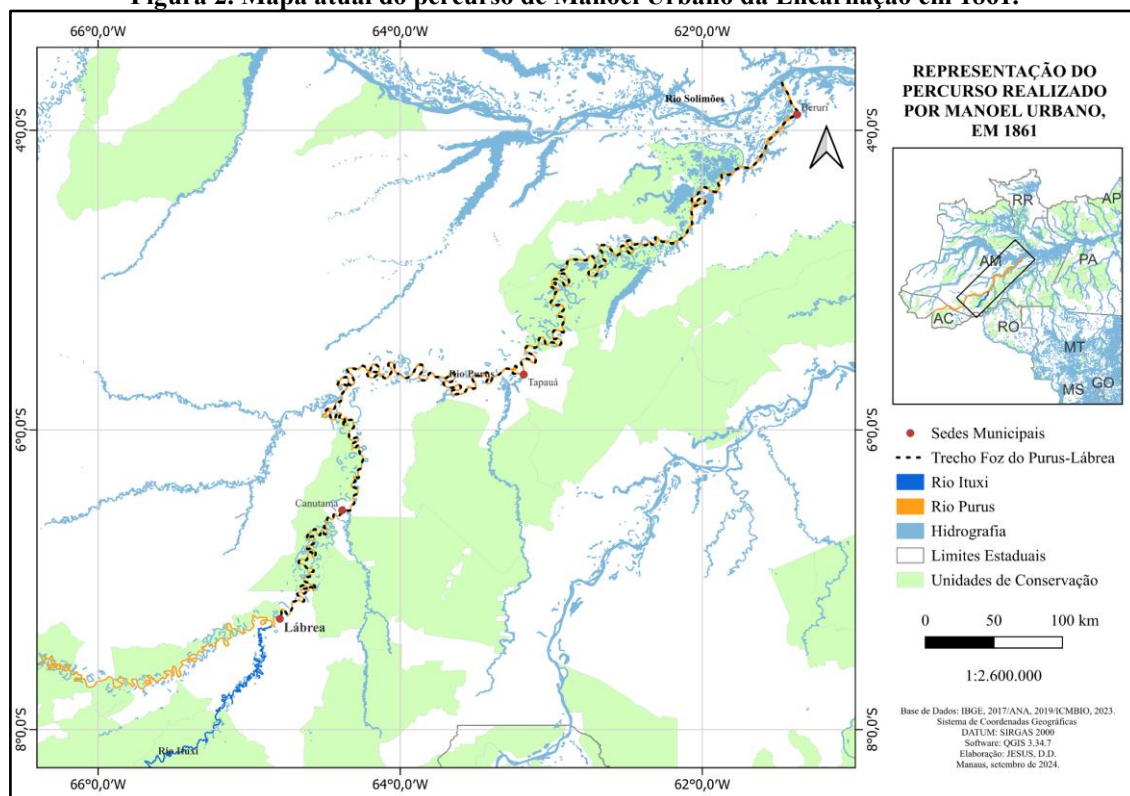 Figura 2: Mapa atual do percurso de Manoel Urbano da Encarnação em 1861.
66°0,0'W 64°0,0'W 62°0,0'W
4°0,0'S 4°0,0'S
6°0,0'S 6°0,0'S
8°0,0'S 8°0,0'S
66°0,0'W 64°0,0'W 62°0,0'W
Rio Solimões
Beruri
Rio Purus
Tapauá
Canutama
Lábrea
Rio Ituxi
REPRESENTAÇÃO DO
PERCURSO REALIZADO
POR MANOEL URBANO,
EM 1861
RR
AP
AM
PA
AC
RO
MT
MS
GO
Sedes Municipais
Trecho Foz do Purus-Lábrea
Rio Ituxi
Rio Purus
Hidrografia
Limites Estaduais
Unidades de Conservação
0 50 100 km
1:2.600.000
Base de Dados: IBGE, 2017/ANA, 2019/ICMBIO, 2023.
Sistema de Coordenadas Geográficas
DATUM: SIRGAS 2000
Software: QGIS 3.34.7
Elaboração: JESUS, D.D.
Manaus, setembro de 2024.